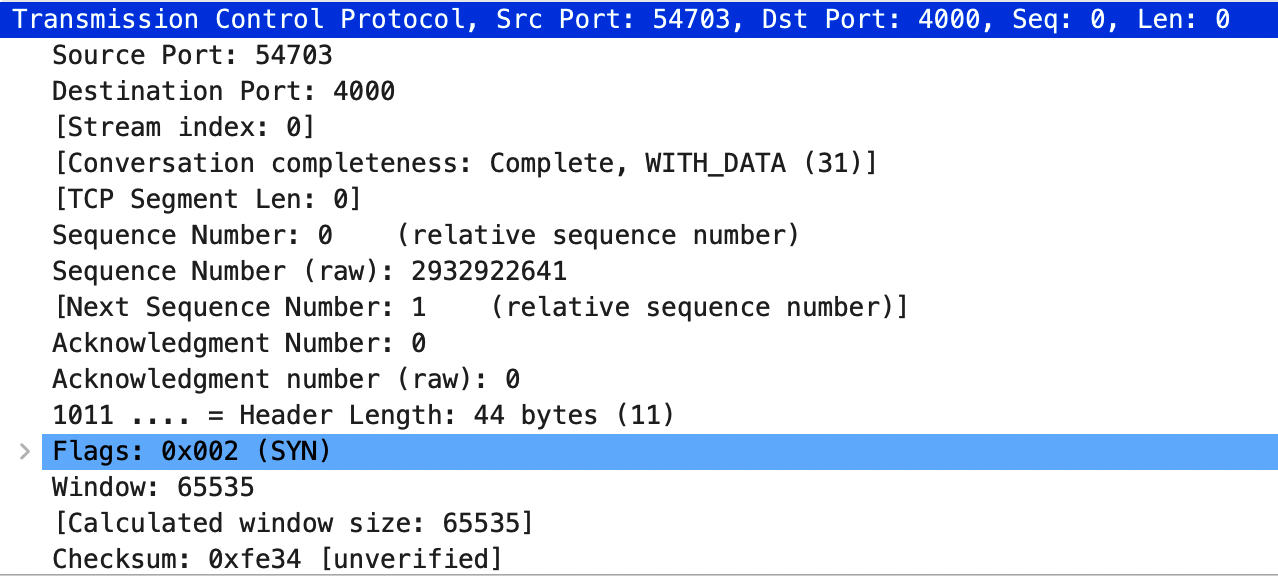 Transmission Control Protocol, Src Port: 54703, Dst Port: 4000, Seq: 0, Len: 0
Source Port: 54703
Destination Port: 4000
[Stream index: 0]
[Conversation completeness: Complete, WITH_DATA (31)]
[TCP Segment Len: 0]
Sequence Number: 0    (relative sequence number)
Sequence Number (raw): 2932922641
[Next Sequence Number: 1    (relative sequence number)]
Acknowledgment Number: 0
Acknowledgment number (raw): 0
1011 .... = Header Length: 44 bytes (11)
Flags: 0x002 (SYN)
Window: 65535
[Calculated window size: 65535]
Checksum: 0xfe34 [unverified]